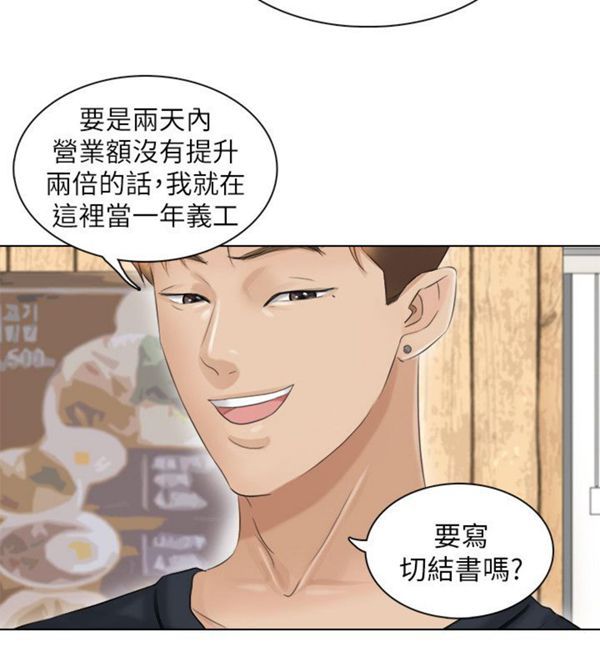 要是兩天內
營業額沒有提升
兩倍的話，我就在
這裡當一年義工
要寫
切結書嗎?